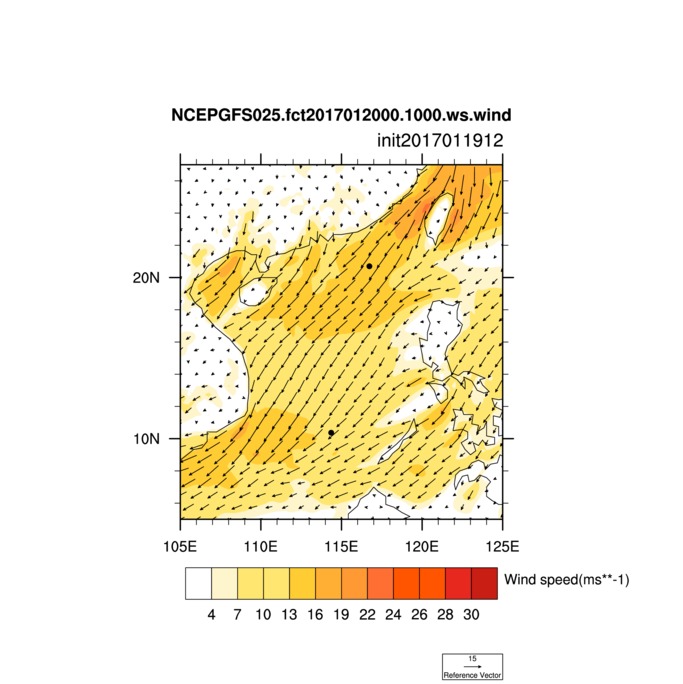 NCEPGFS025.fct2017012000.1000.ws.wind
init2017011912
20N
10N
105E 110E 115E 120E 125E
Wind speed(ms**-1)
4 7 10 13 16 19 22 24 26 28 30
15
Reference Vector